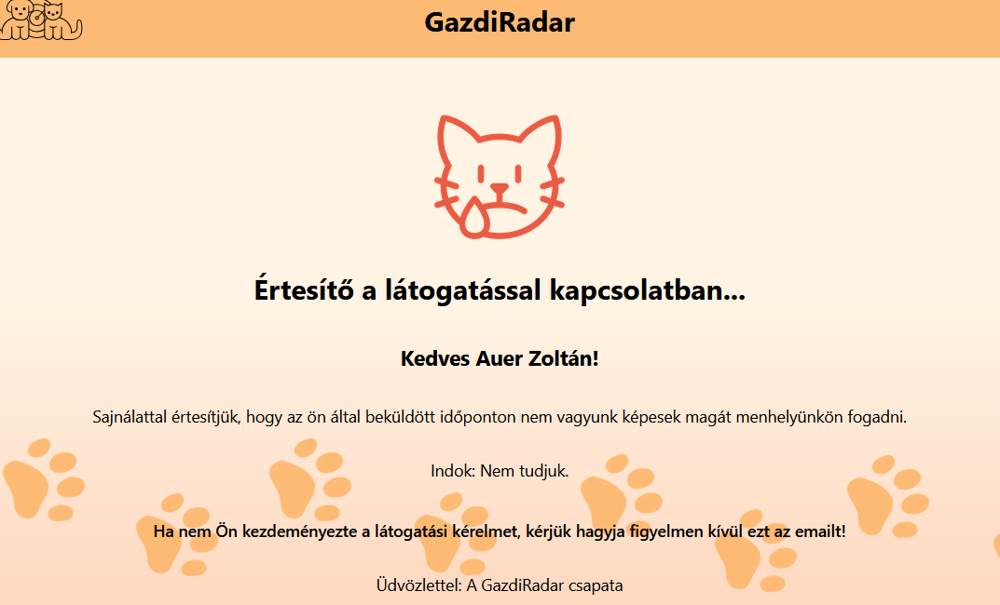 GazdiRadar
Értesítő a látogatással kapcsolatban...
Kedves Auer Zoltán!
Sajnálattal értesítjük, hogy az ön által beküldött időponton nem vagyunk képesek magát menhelyünkön fogadni.
Indok: Nem tudjuk.
Ha nem Ön kezdeményezte a látogatási kérelmet, kérjük hagyja figyelmen kívül ezt az emailt!
Üdvözlettel: A GazdiRadar csapata